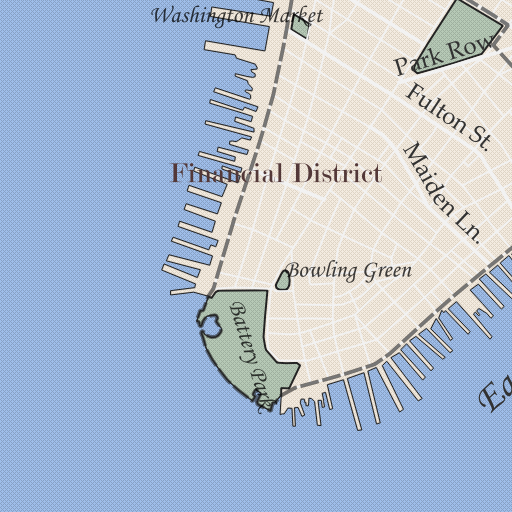 Washington Market
Park Row
Fulton St.
Maiden Ln.
Financial District
Bowling Green
Battery Park
Ea